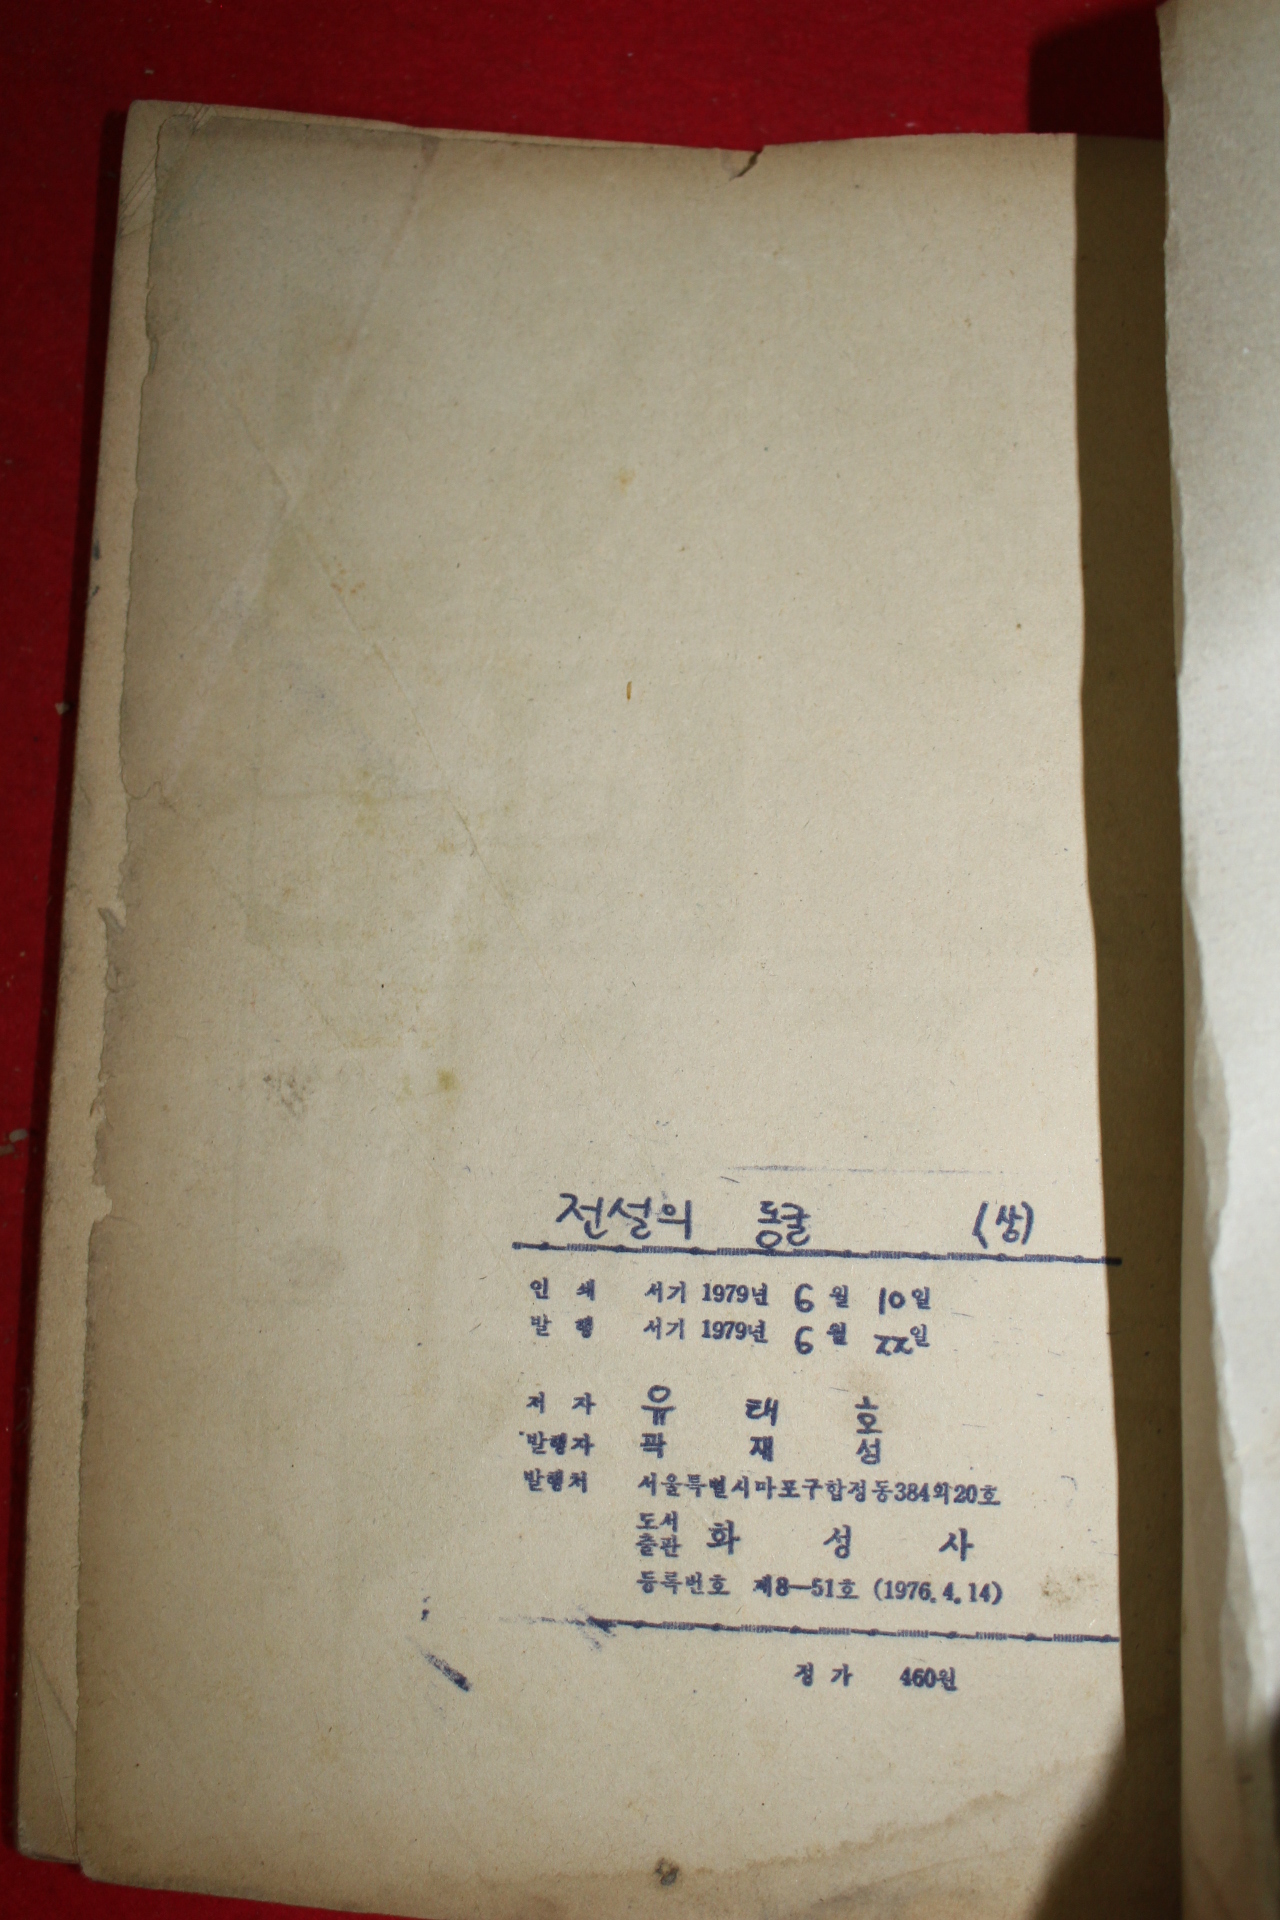 전설의 동굴 (상)
인 쇄 서기 1979년 6월 10일
발 행 서기 1979년 6월 22일
저 자 유 태 호
발행자 곽 재 성
발행처 서울특별시마포구합정동384의20호
도서출판 화 성 사
등록번호 제8—51호 (1976. 4. 14)
정 가 460원